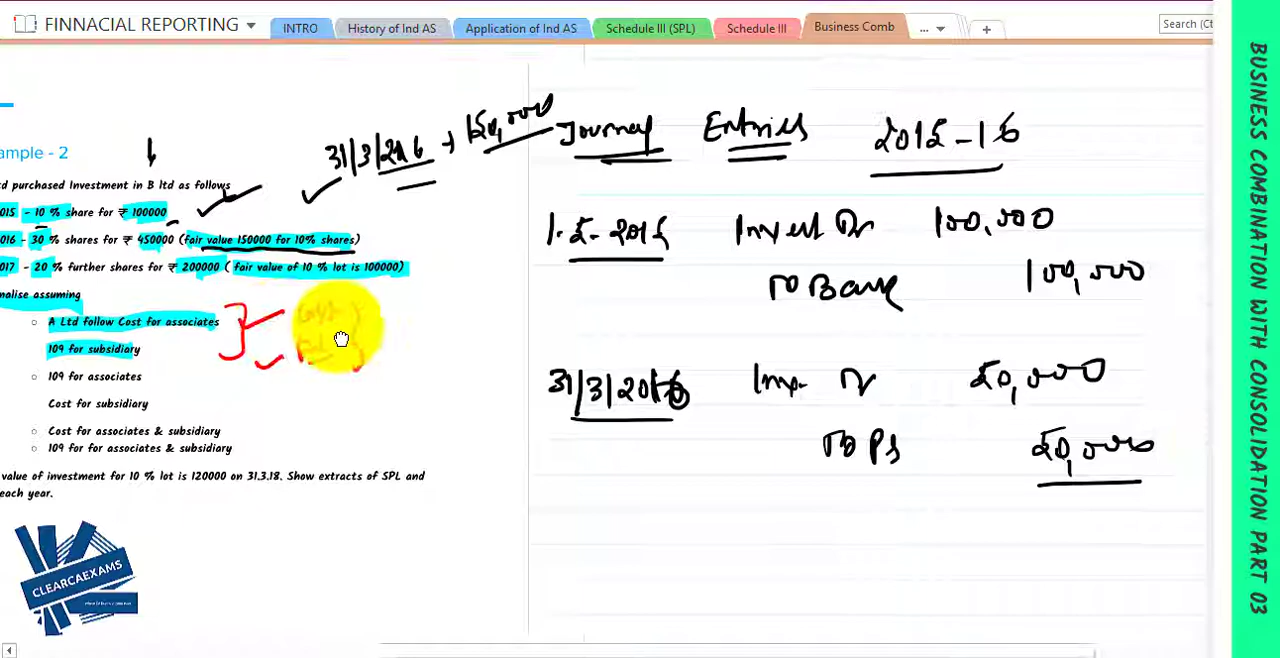 FINNACIAL REPORTING
INTRO
History of Ind AS
Application of Ind AS
Schedule III (SPL)
Schedule III
Business Comb
...
Search (Ct
ample - 2
td purchased Investment in B ltd as follows
2015 - 10 % share for ₹ 100000
2016 - 30 % shares for ₹ 450000 (fair value 150000 for 10% shares)
2017 - 20 % further shares for ₹ 200000 ( fair value of 10 % lot is 100000)
nalise assuming
A Ltd follow Cost for associates
109 for subsidiary
109 for associates
Cost for subsidiary
Cost for associates & subsidiary
109 for for associates & subsidiary
value of investment for 10 % lot is 120000 on 31.3.18. Show extracts of SPL and
each year.
CLEARCAEXAMS
31/3/2016 → 150,000
Journey Entries 2015-16
1.5.2015 Invest Dr 100,000
To Bank 100,000
31/3/2016 Inv. Dr 50,000
To PL 50,000
BUSINESS COMBINATION WITH CONSOLIDATION PART 03